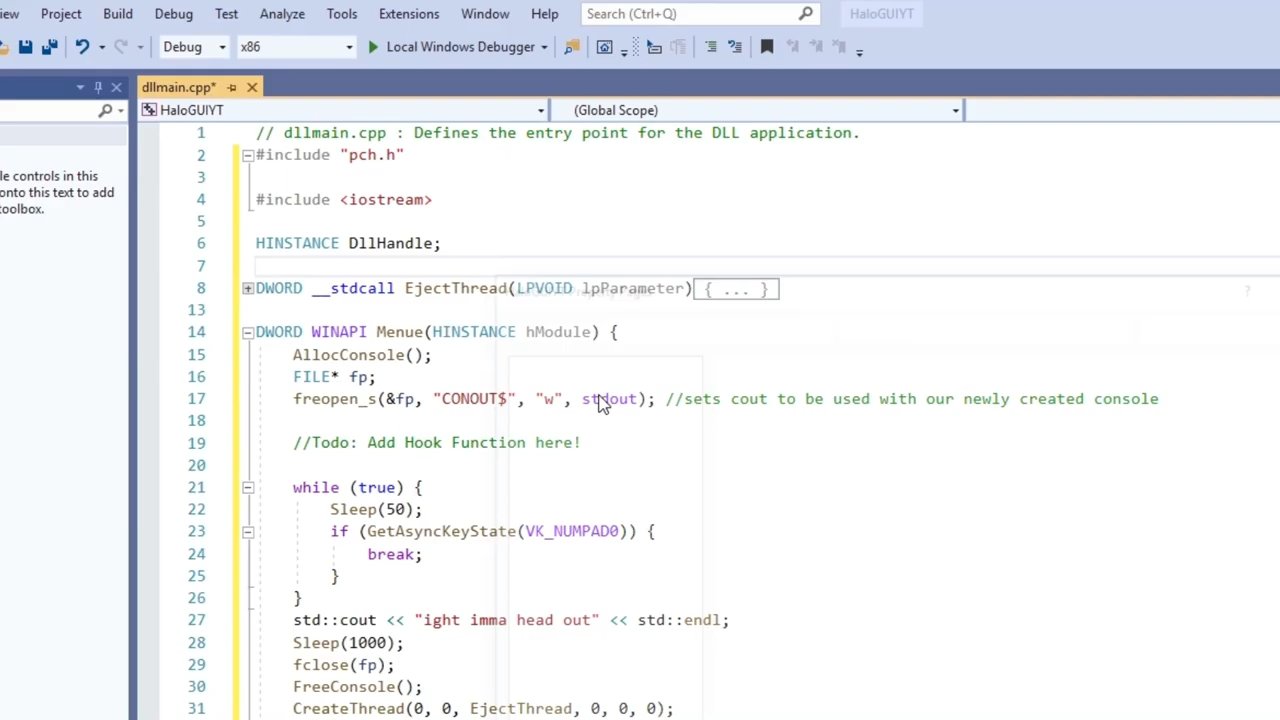 iew Project Build Debug Test Analyze Tools Extensions Window Help Search (Ctrl+Q) HaloGUIYT
Debug x86 Local Windows Debugger
dllmain.cpp*
HaloGUIYT (Global Scope)
le controls in this
onto this text to add
toolbox.
1 // dllmain.cpp : Defines the entry point for the DLL application.
2 #include "pch.h"
3
4 #include <iostream>
5
6 HINSTANCE DllHandle;
7
8 DWORD __stdcall EjectThread(LPVOID lpParameter){ ... }
13
14 DWORD WINAPI Menue(HINSTANCE hModule) {
15 AllocConsole();
16 FILE* fp;
17 freopen_s(&fp, "CONOUT$", "w", stdout); //sets cout to be used with our newly created console
18
19 //Todo: Add Hook Function here!
20
21 while (true) {
22 Sleep(50);
23 if (GetAsyncKeyState(VK_NUMPAD0)) {
24 break;
25 }
26 }
27 std::cout << "ight imma head out" << std::endl;
28 Sleep(1000);
29 fclose(fp);
30 FreeConsole();
31 CreateThread(0, 0, EjectThread, 0, 0, 0);